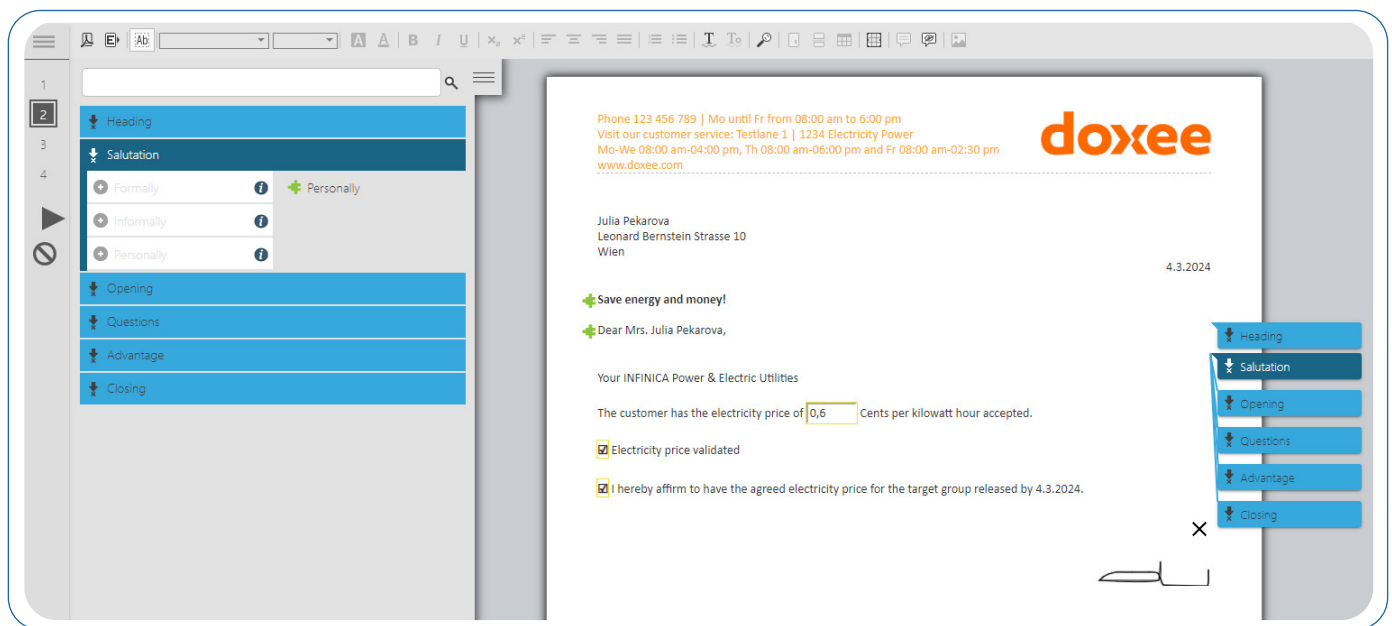 Ab
A A B I U x₂ x²
1
2
3
4
Heading
Salutation
Formally
Personally
Informally
Personally
Opening
Questions
Advantage
Closing
Phone 123 456 789 | Mo until Fr from 08:00 am to 6:00 pm
Visit our customer service: Testlane 1 | 1234 Electricity Power
Mo-We 08:00 am-04:00 pm, Th 08:00 am-06:00 pm and Fr 08:00 am-02:30 pm
www.doxee.com
doxee
Julia Pekarova
Leonard Bernstein Strasse 10
Wien
4.3.2024
Save energy and money!
Dear Mrs. Julia Pekarova,
Your INFINICA Power & Electric Utilities
The customer has the electricity price of 0,6 Cents per kilowatt hour accepted.
Electricity price validated
I hereby affirm to have the agreed electricity price for the target group released by 4.3.2024.
Heading
Salutation
Opening
Questions
Advantage
Closing